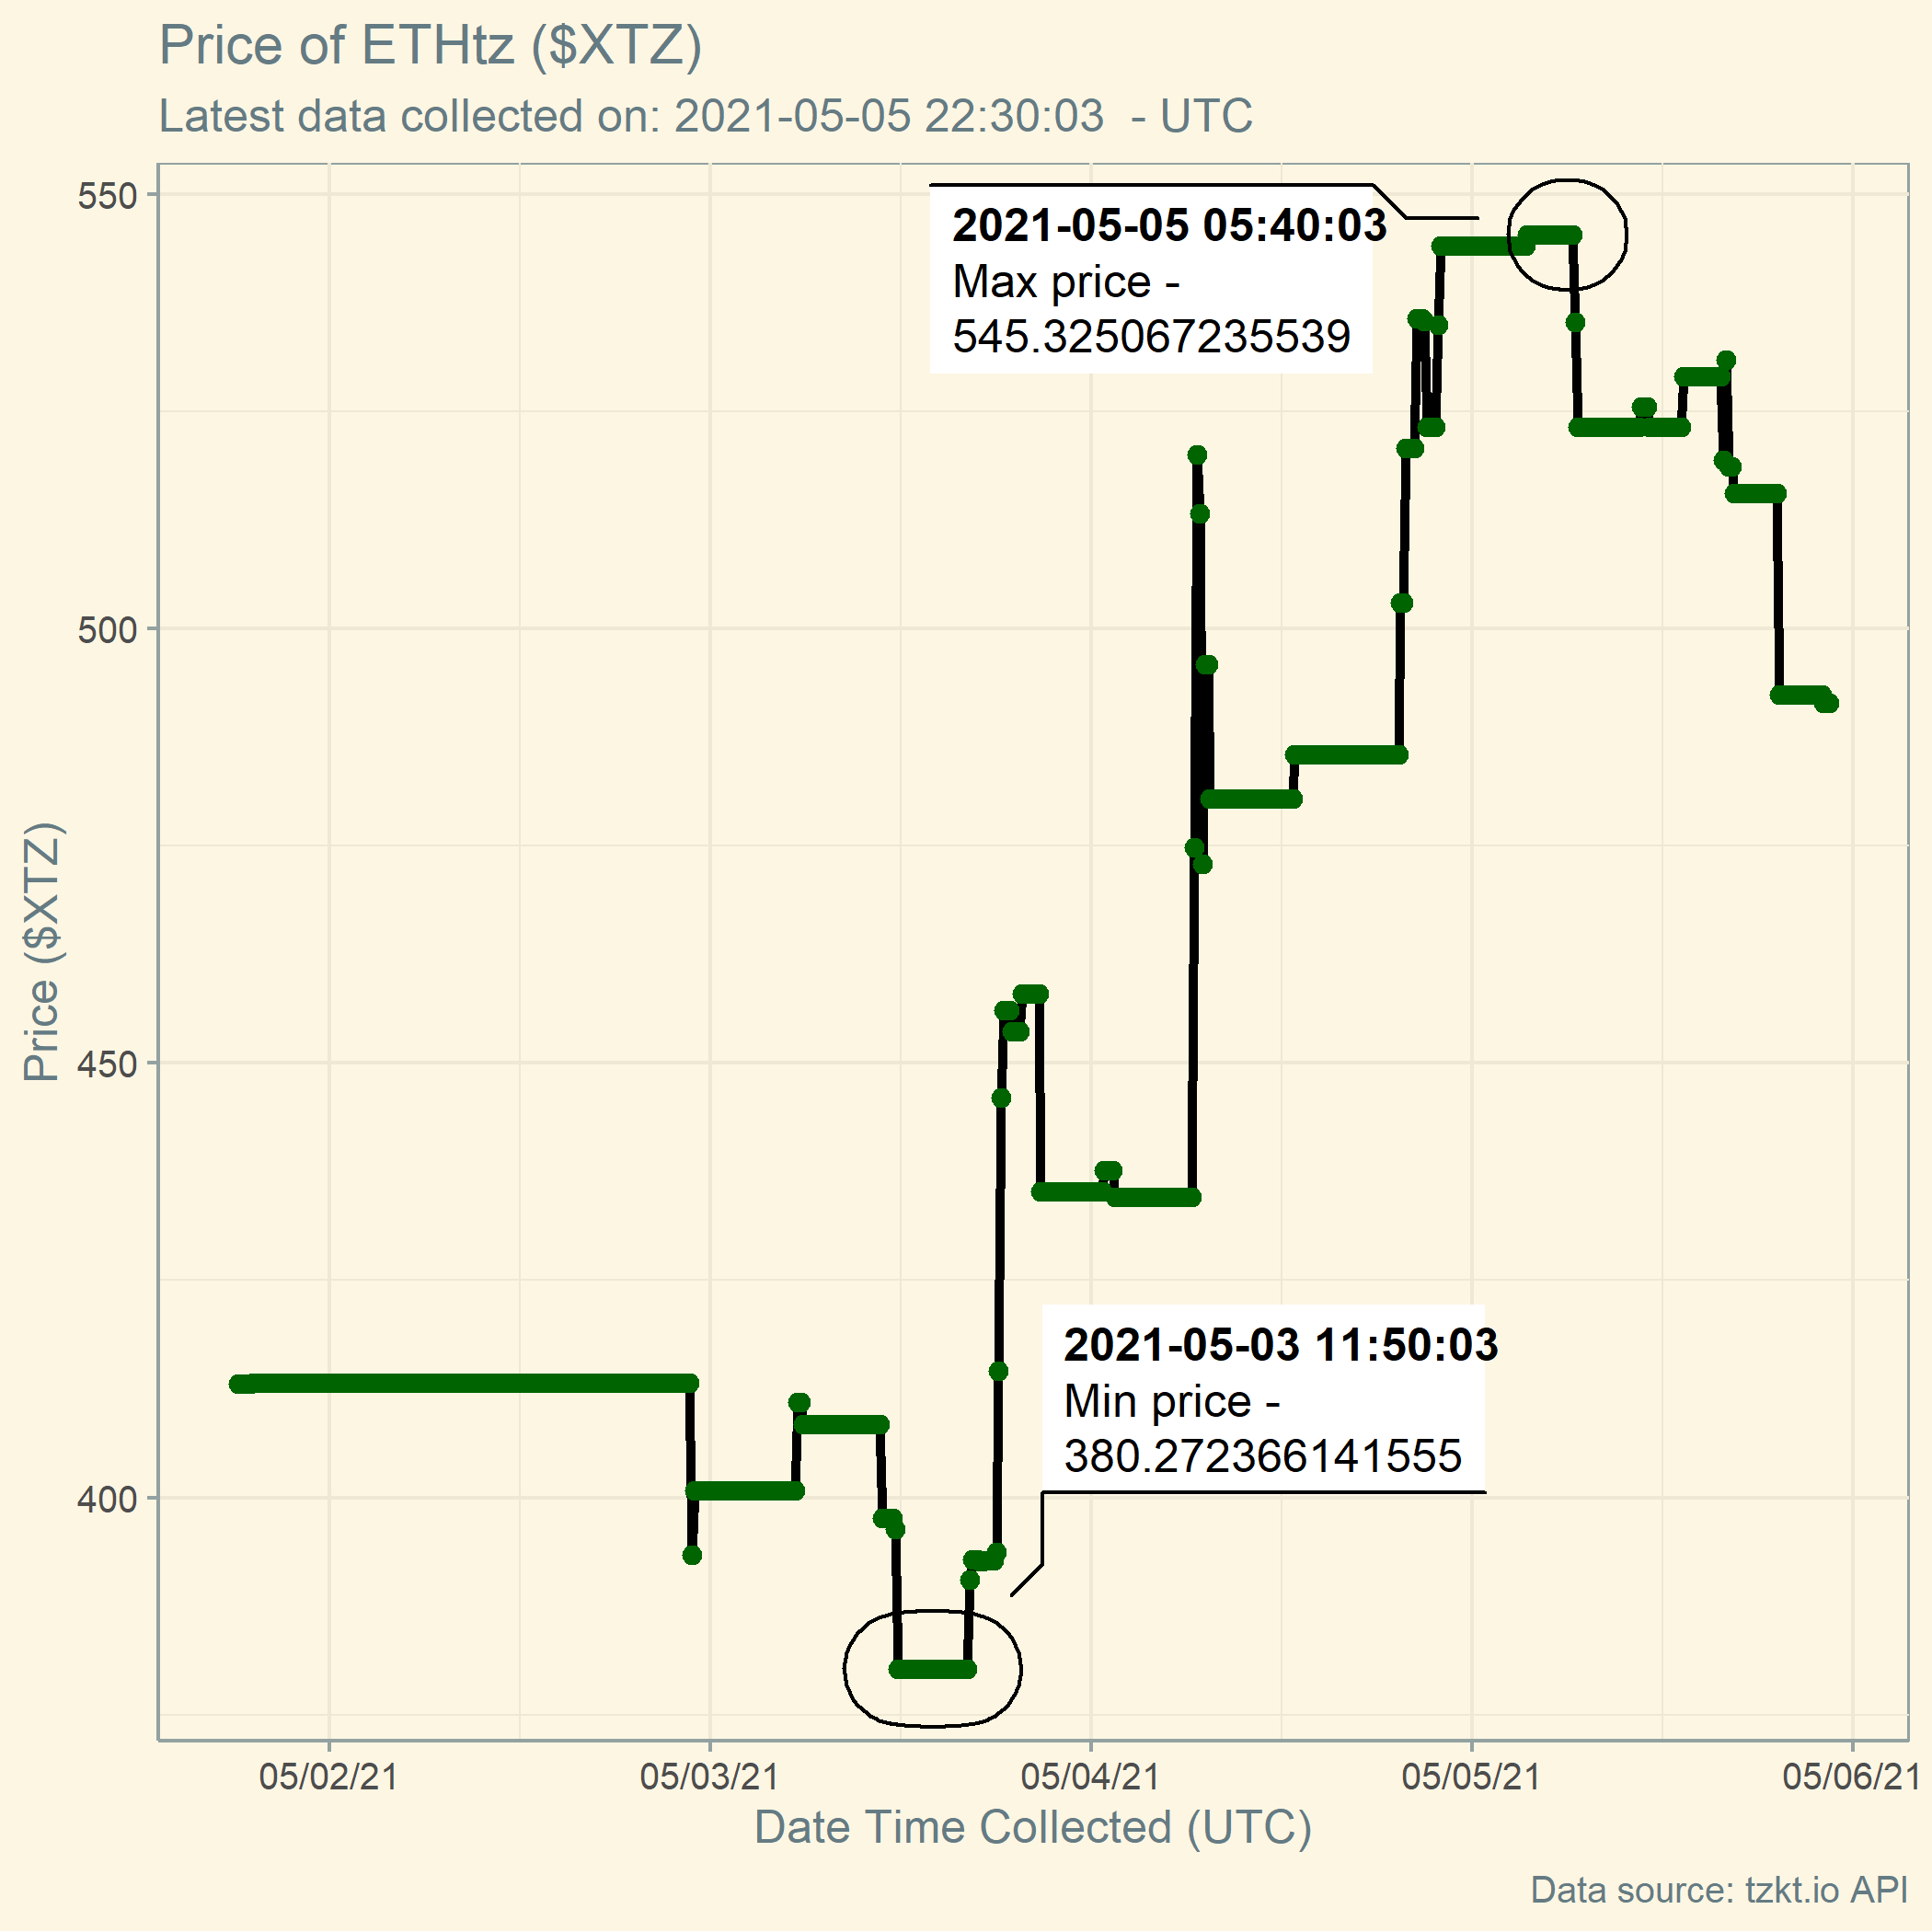 Price of ETHtz ($XTZ)
Latest data collected on: 2021-05-05 22:30:03  - UTC
550
500
450
400
Price ($XTZ)
2021-05-05 05:40:03
Max price -
545.325067235539
2021-05-03 11:50:03
Min price -
380.272366141555
05/02/21
05/03/21
05/04/21
05/05/21
05/06/21
Date Time Collected (UTC)
Data source: tzkt.io API